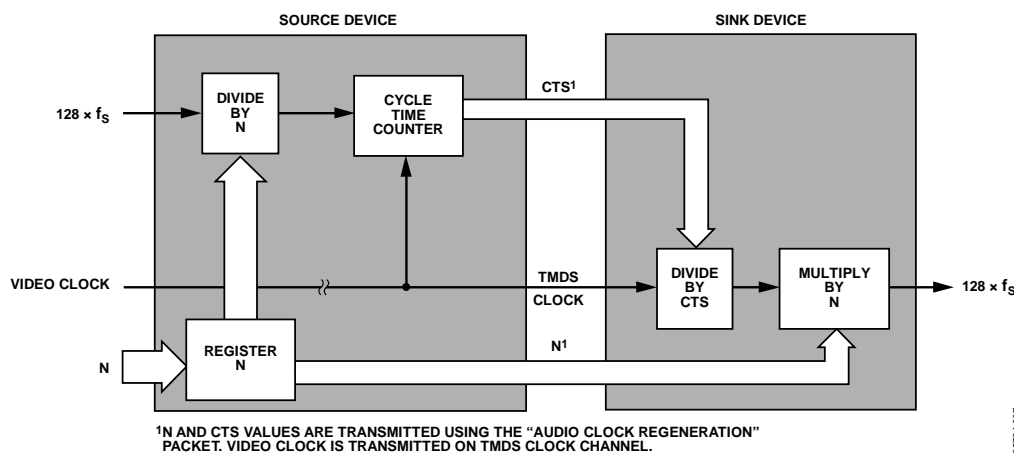 SOURCE DEVICE
SINK DEVICE
128 × fS
DIVIDE
BY
N
CYCLE
TIME
COUNTER
CTS1
VIDEO CLOCK
TMDS
CLOCK
DIVIDE
BY
CTS
MULTIPLY
BY
N
128 × fS
N
REGISTER
N
N1
1N AND CTS VALUES ARE TRANSMITTED USING THE “AUDIO CLOCK REGENERATION”
PACKET. VIDEO CLOCK IS TRANSMITTED ON TMDS CLOCK CHANNEL.